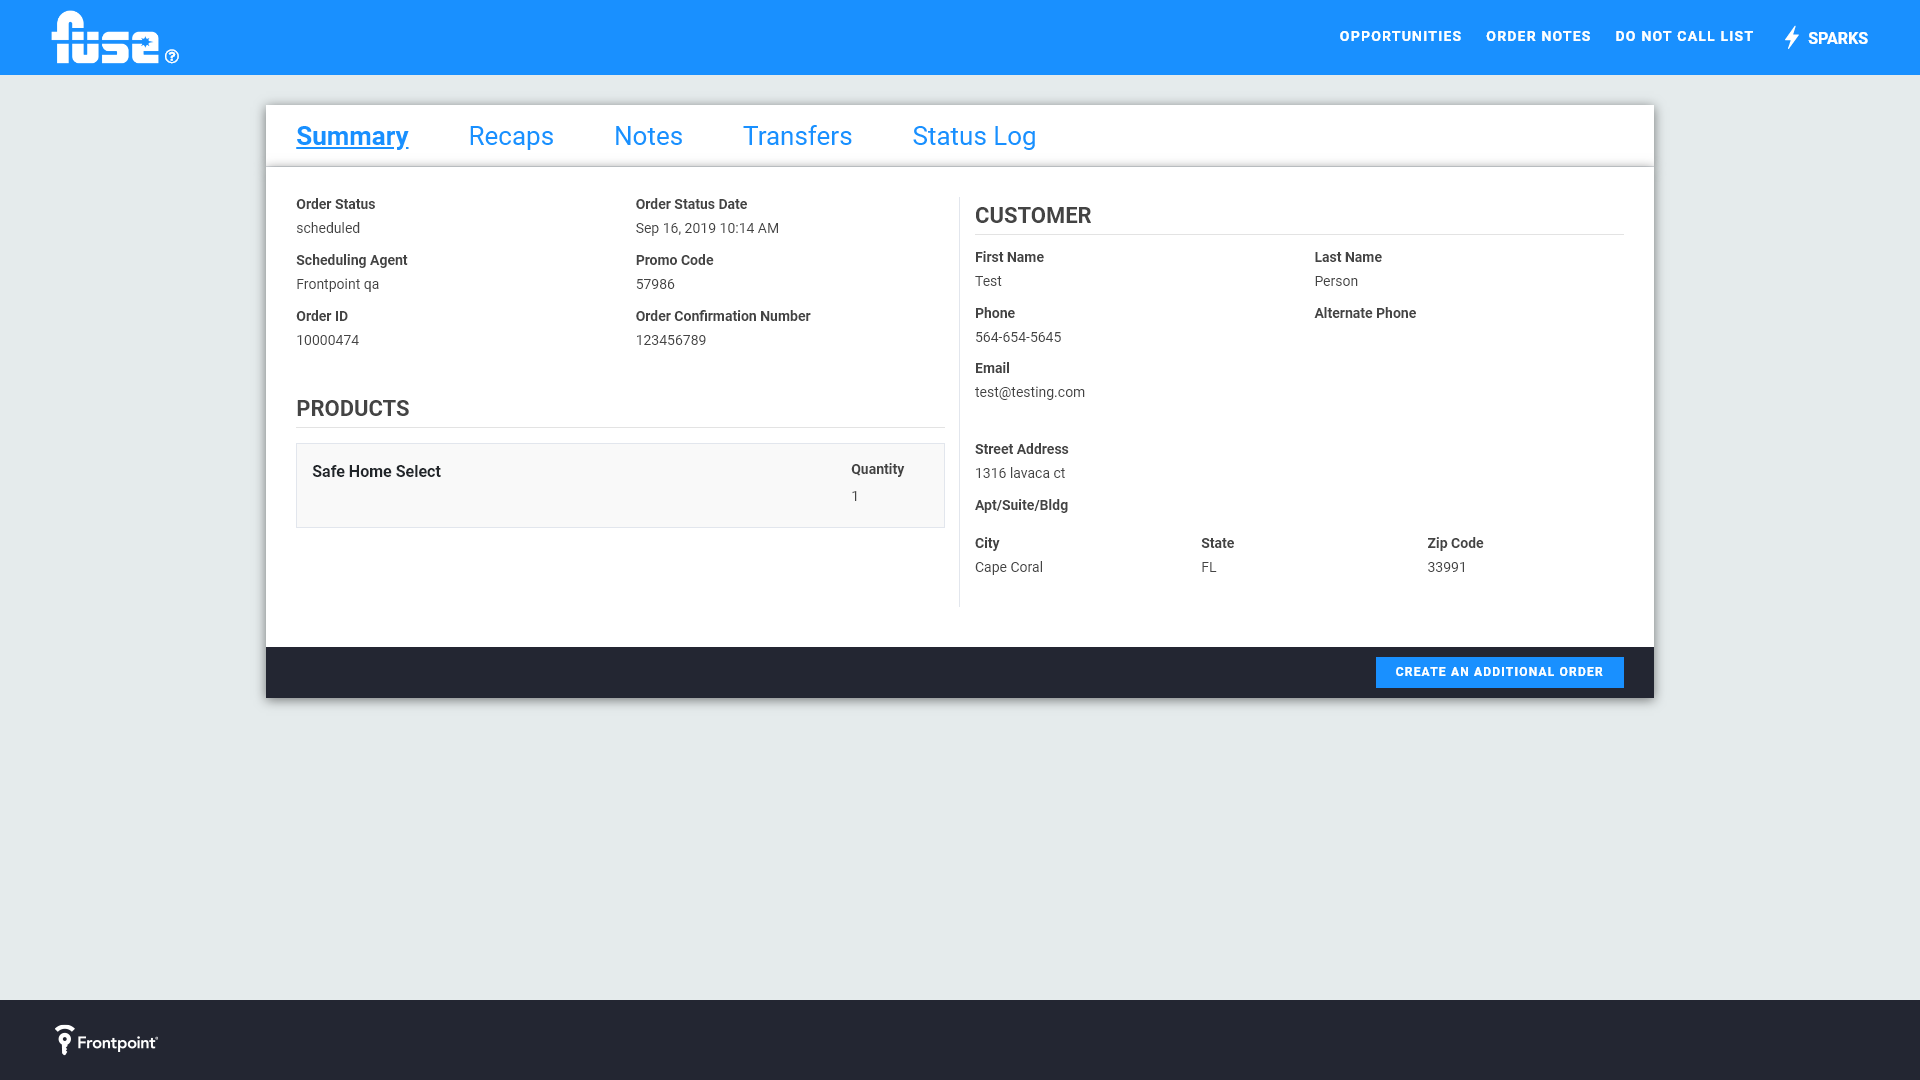 fuse ?
OPPORTUNITIES ORDER NOTES DO NOT CALL LIST SPARKS
Summary Recaps Notes Transfers Status Log
Order Status Order Status Date
scheduled Sep 16, 2019 10:14 AM
Scheduling Agent Promo Code
Frontpoint qa 57986
Order ID Order Confirmation Number
10000474 123456789
PRODUCTS
Safe Home Select Quantity
1
CUSTOMER
First Name Last Name
Test Person
Phone Alternate Phone
564-654-5645
Email
test@testing.com
Street Address
1316 lavaca ct
Apt/Suite/Bldg
City State Zip Code
Cape Coral FL 33991
CREATE AN ADDITIONAL ORDER
Frontpoint